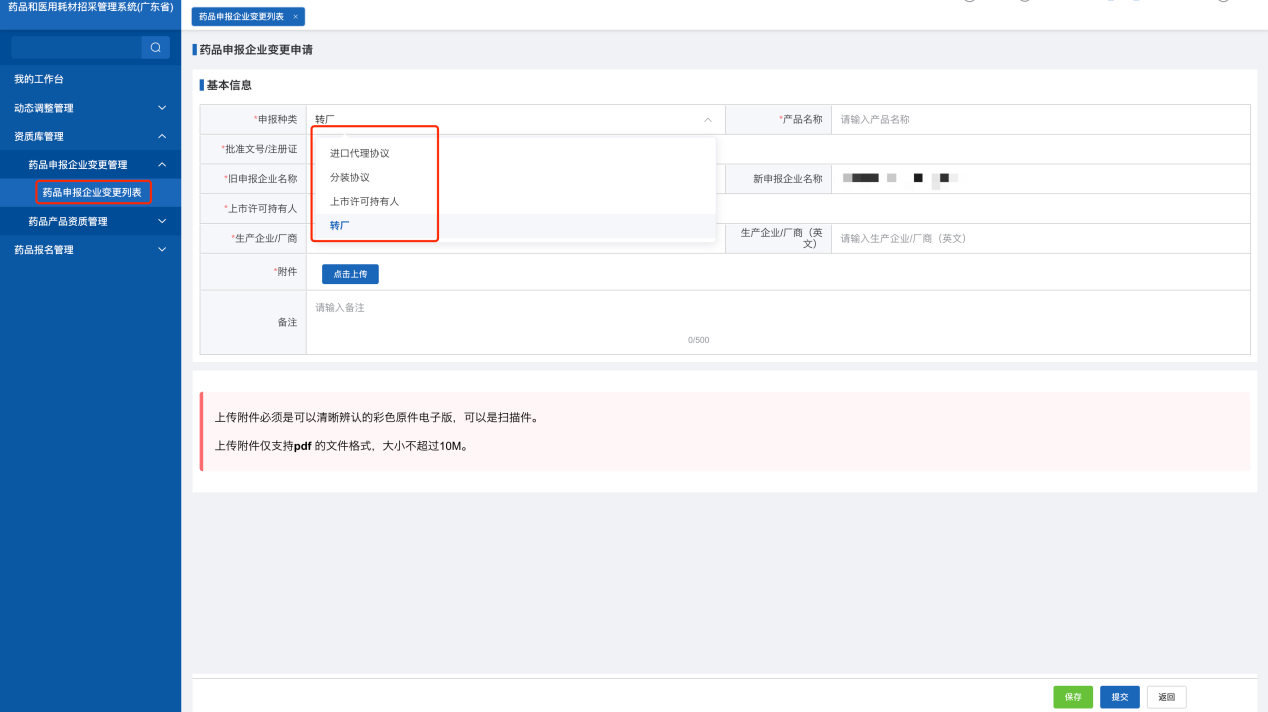 药品和医用耗材招采管理系统(广东省)
药品申报企业变更列表 ×
我的工作台
动态调整管理
资质库管理
药品申报企业变更管理
药品申报企业变更列表
药品产品资质管理
药品报名管理
药品申报企业变更申请
基本信息
*申报种类 转厂 *产品名称 请输入产品名称
*批准文号/注册证
*旧申报企业名称 新申报企业名称
*上市许可持有人
*生产企业/厂商 生产企业/厂商（英文） 请输入生产企业/厂商（英文）
进口代理协议
分装协议
上市许可持有人
转厂
*附件 点击上传
备注 请输入备注
0/500
上传附件必须是可以清晰辨认的彩色原件电子版，可以是扫描件。
上传附件仅支持pdf 的文件格式，大小不超过10M。
保存 提交 返回